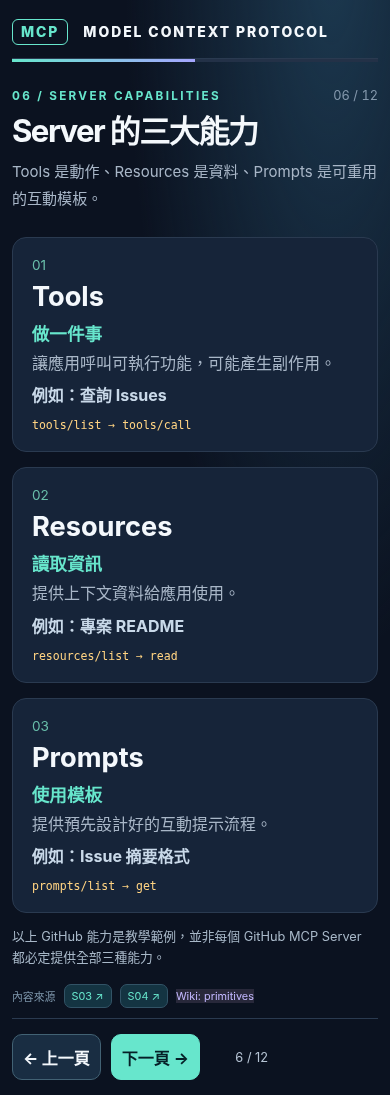 MCP MODEL CONTEXT PROTOCOL
06 / SERVER CAPABILITIES 06 / 12
Server 的三大能力
Tools 是動作、Resources 是資料、Prompts 是可重用
的互動模板。
01
Tools
做一件事
讓應用呼叫可執行功能，可能產生副作用。
例如：查詢 Issues
tools/list → tools/call
02
Resources
讀取資訊
提供上下文資料給應用使用。
例如：專案 README
resources/list → read
03
Prompts
使用模板
提供預先設計好的互動提示流程。
例如：Issue 摘要格式
prompts/list → get
以上 GitHub 能力是教學範例，並非每個 GitHub MCP Server
都必定提供全部三種能力。
內容來源 S03 ↗ S04 ↗ Wiki: primitives
← 上一頁 下一頁 → 6 / 12